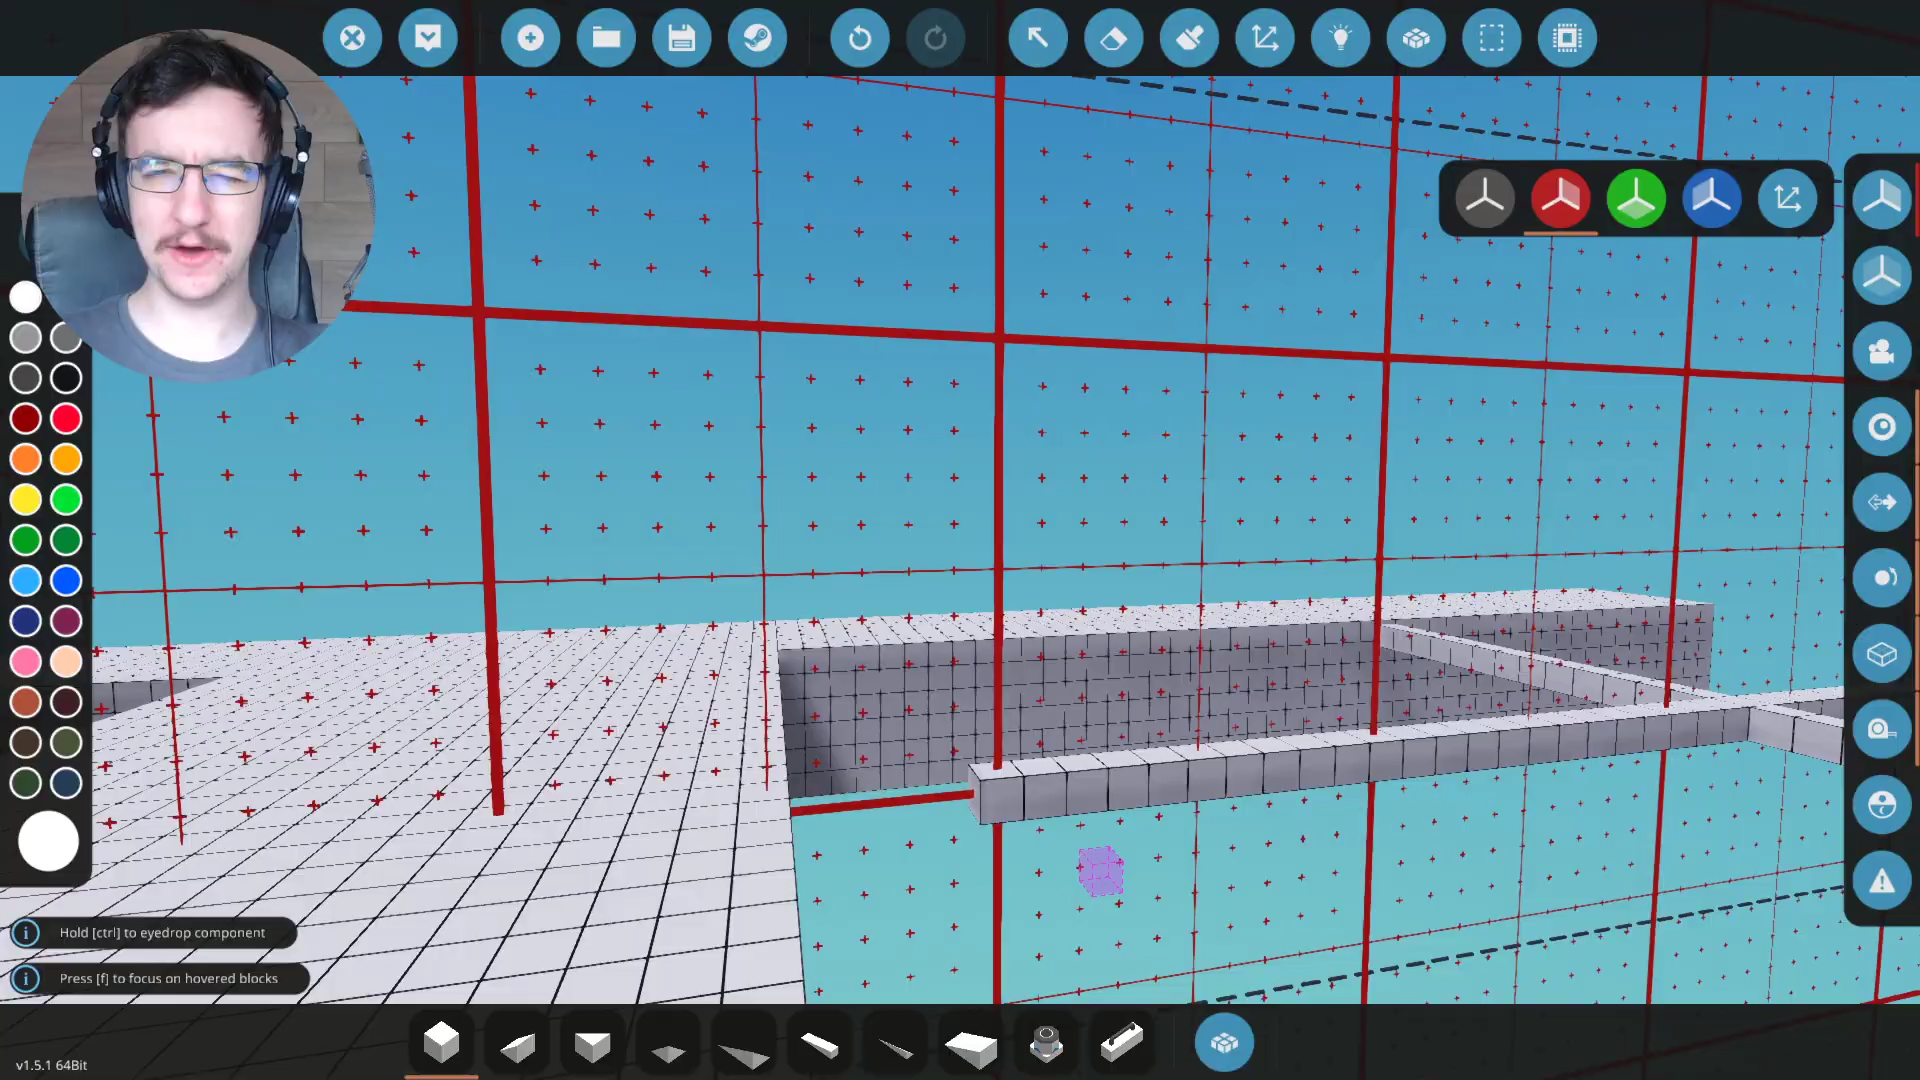 Hold [ctrl] to eyedrop component
Press [f] to focus on hovered blocks
v1.5.1 64Bit